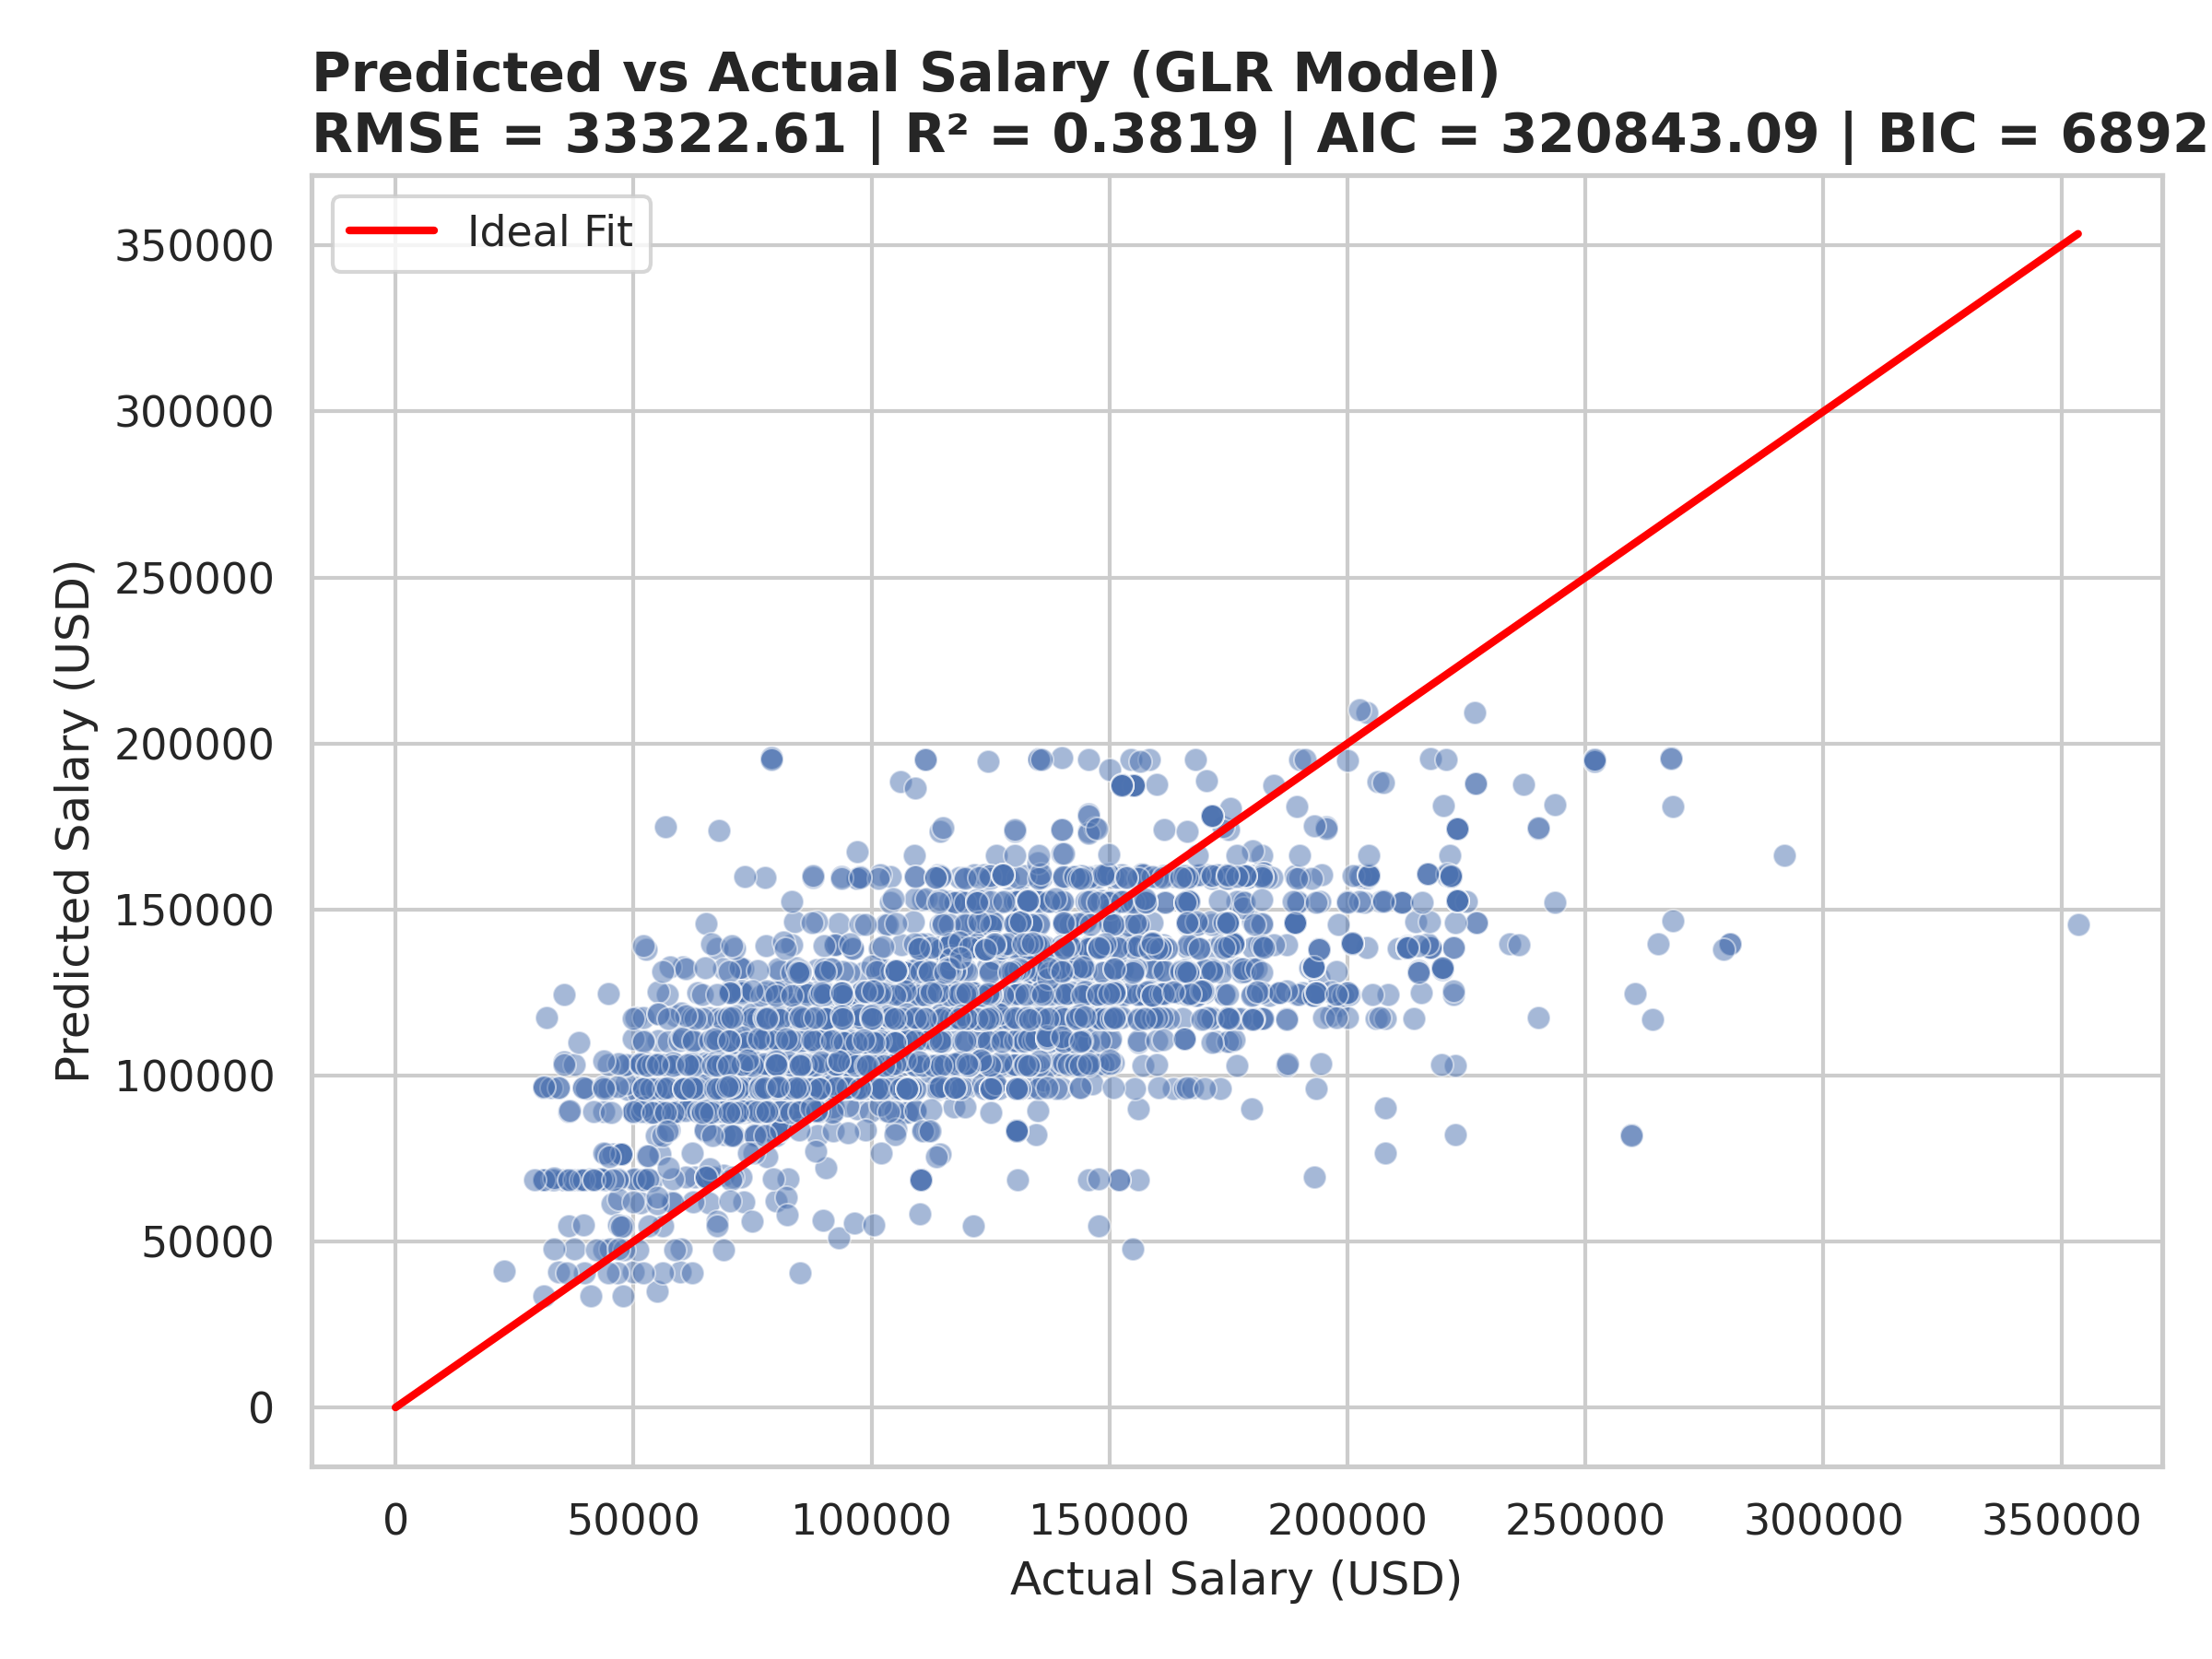 Predicted vs Actual Salary (GLR Model)
RMSE = 33322.61 | R² = 0.3819 | AIC = 320843.09 | BIC = 6892
Ideal Fit
350000
300000
250000
200000
150000
100000
50000
0
Predicted Salary (USD)
0 50000 100000 150000 200000 250000 300000 350000
Actual Salary (USD)